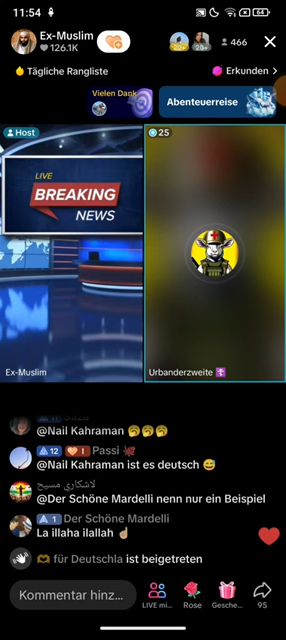 11:54
64
Ex-Muslim
126.1K
20+
20+
466
Tägliche Rangliste
Erkunden
Vielen Dank
Abenteuerreise
Host
25
LIVE
BREAKING
NEWS
Ex-Muslim
Urbanderzweite
@Nail Kahraman 🥱🥱🥱
12 I Passi 🐙
@Nail Kahraman ist es deutsch 😅
لاشكاري مسيح
@Der Schöne Mardelli nenn nur ein Beispiel
1 Der Schöne Mardelli
La illaha ilallah ☝🏼
für Deutschla ist beigetreten
Kommentar hinz...
LIVE mi...
Rose
Gesche...
95